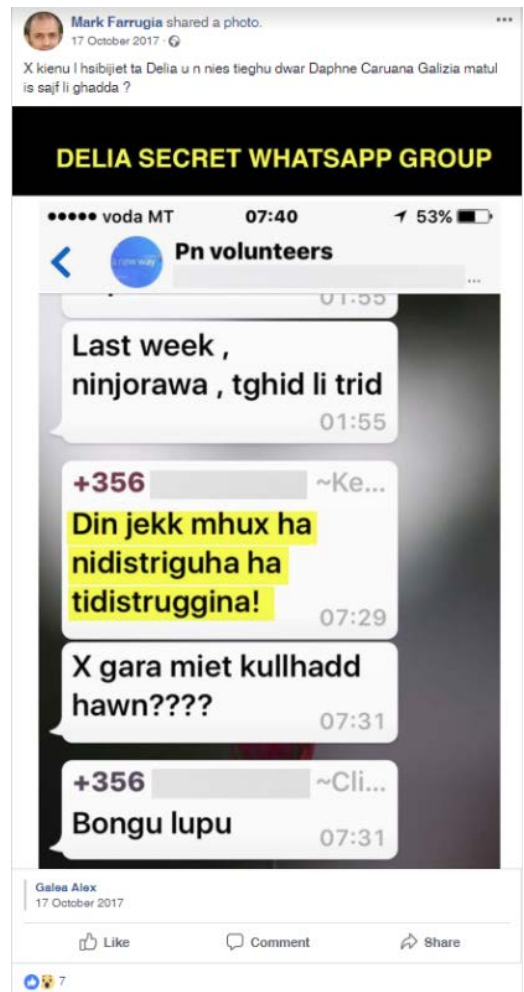 Mark Farrugia shared a photo.
17 October 2017
X kienu l hsibijiet ta Delia u n nies tieghu dwar Daphne Caruana Galizia matul
is sajf li ghadda ?
DELIA SECRET WHATSAPP GROUP
voda MT 07:40 53%
Pn volunteers
...
01:55
Last week ,
ninjorawa , tghid li trid
01:55
+356 ~Ke...
Din jekk mhux ha
nidistriguha ha
tidistruggina!
07:29
X gara miet kullhadd
hawn????
07:31
+356 ~Cli...
Bongu lupu
07:31
Galea Alex
17 October 2017
Like Comment Share
7